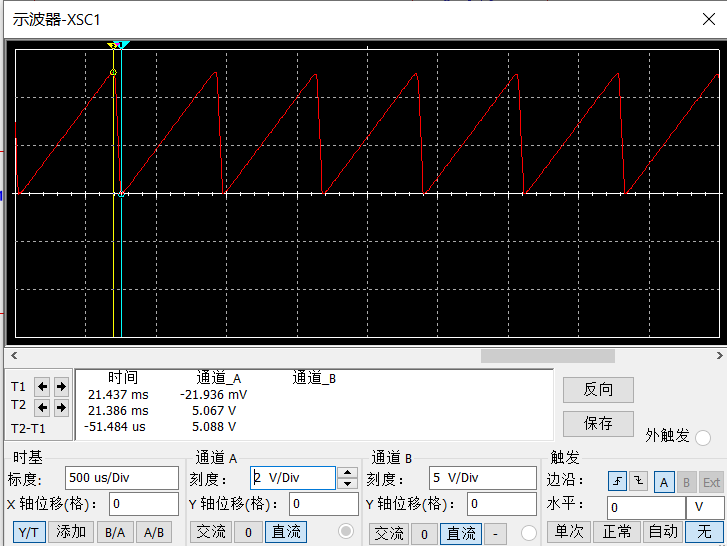 示波器-XSC1
时间 通道_A 通道_B
T1 21.437 ms -21.936 mV
T2 21.386 ms 5.067 V
T2-T1 -51.484 us 5.088 V
反向
保存
外触发
时基
标度: 500 us/Div
X 轴位移(格): 0
Y/T 添加 B/A A/B
通道 A
刻度: 2 V/Div
Y 轴位移(格): 0
交流 0 直流
通道 B
刻度: 5 V/Div
Y 轴位移(格): 0
交流 0 直流 -
触发
边沿: A B Ext
水平: 0 V
单次 正常 自动 无